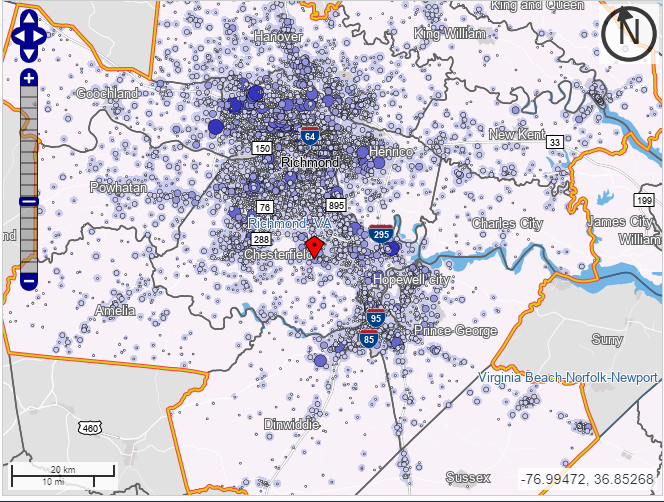 King and Queen
Hanover
King William
N
+
Goochland
64
New Kent
33
150
Henrico
Richmond
Powhatan
199
76
895
Richmond, VA
Charles City
James City
nd
288
295
William
Chesterfield
Hopewell city
Amelia
95
Prince George
85
Surry
Virginia Beach-Norfolk-Newport
460
Dinwiddie
20 km
10 mi
Sussex
-76.99472, 36.85268